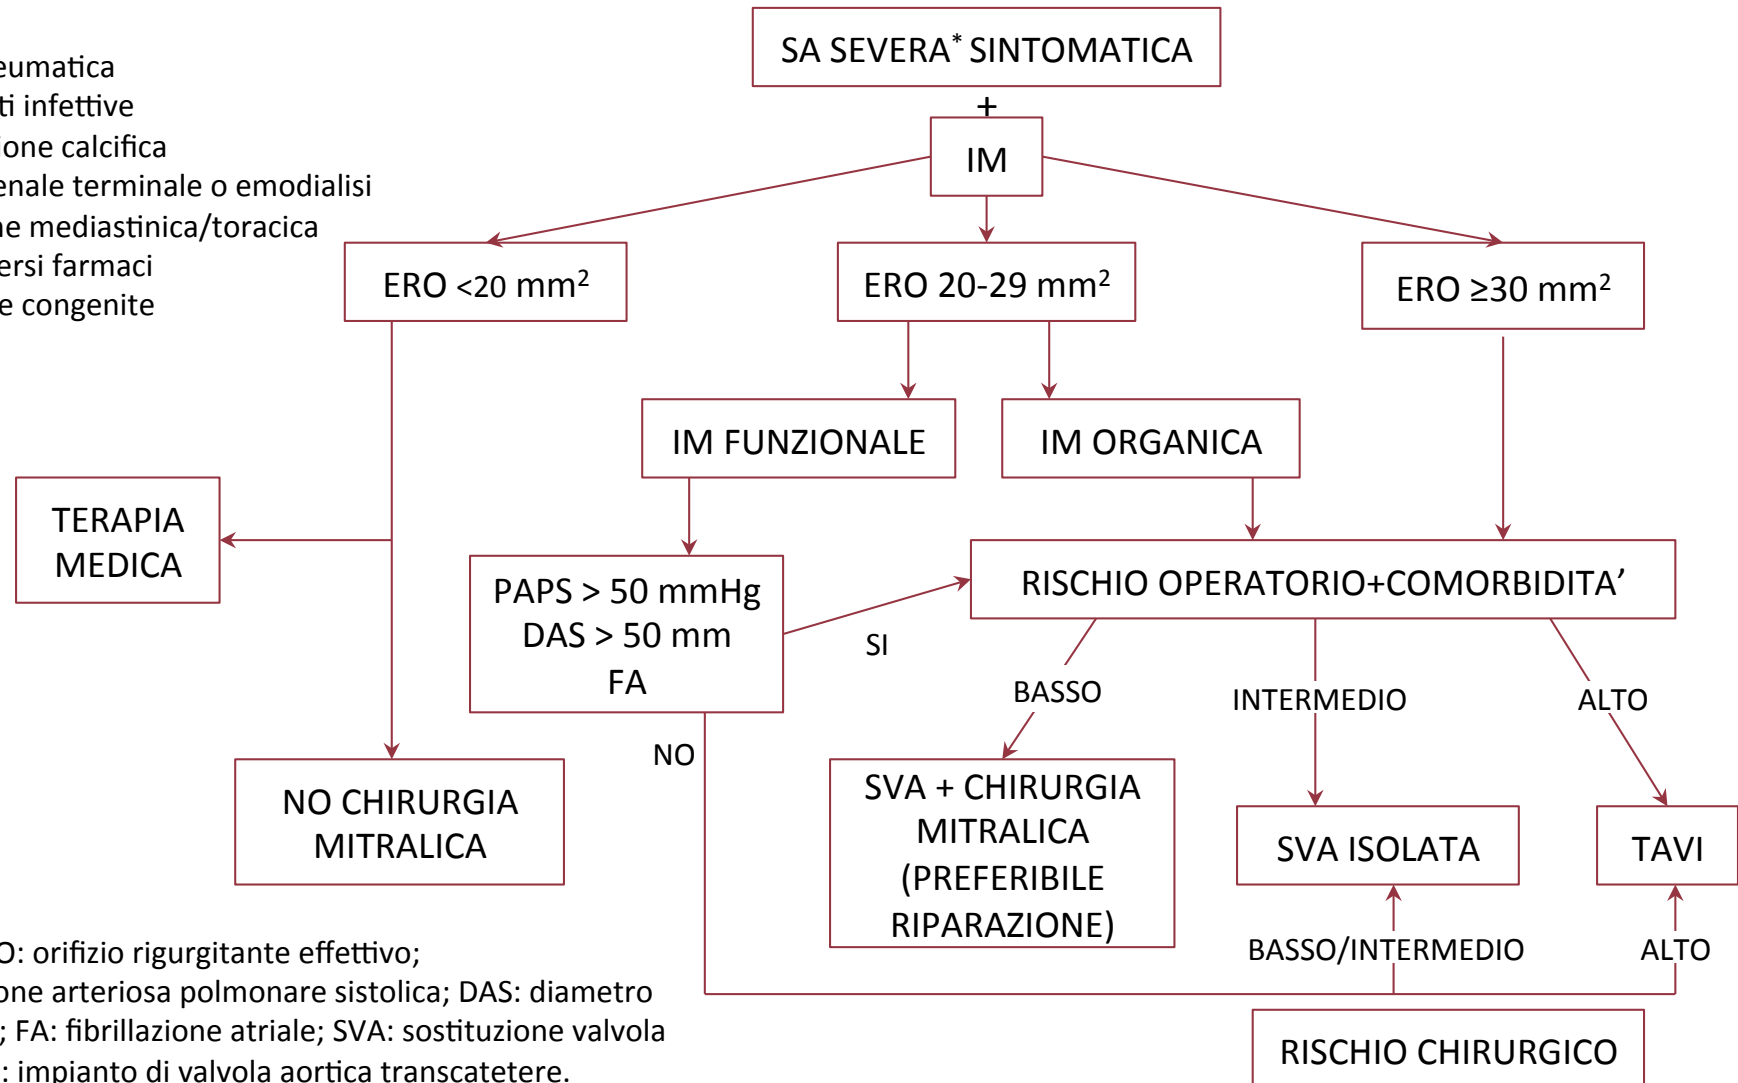 SA SEVERA* SINTOMATICA
+
IM
eumatica
ti infettive
ione calcifica
enale terminale o emodialisi
ne mediastinica/toracica
ersi farmaci
e congenite
ERO <20 mm²
ERO 20-29 mm²
ERO ≥30 mm²
IM FUNZIONALE
IM ORGANICA
TERAPIA
MEDICA
PAPS > 50 mmHg
DAS > 50 mm
FA
RISCHIO OPERATORIO+COMORBIDITA’
SI
NO
BASSO
INTERMEDIO
ALTO
NO CHIRURGIA
MITRALICA
SVA + CHIRURGIA
MITRALICA
(PREFERIBILE
RIPARAZIONE)
SVA ISOLATA
TAVI
BASSO/INTERMEDIO
ALTO
O: orifizio rigurgitante effettivo;
one arteriosa polmonare sistolica; DAS: diametro
; FA: fibrillazione atriale; SVA: sostituzione valvola
: impianto di valvola aortica transcatetere.
RISCHIO CHIRURGICO